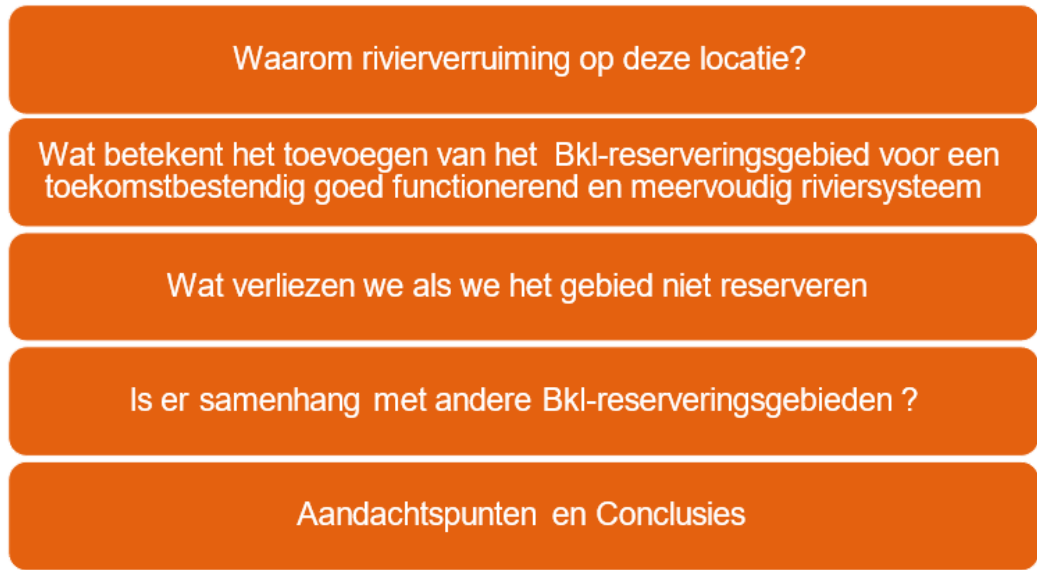 Waarom rivierverruiming op deze locatie?
Wat betekent het toevoegen van het Bkl-reserveringsgebied voor een
toekomstbestendig goed functionerend en meervoudig riviersysteem
Wat verliezen we als we het gebied niet reserveren
Is er samenhang met andere Bkl-reserveringsgebieden ?
Aandachtspunten en Conclusies